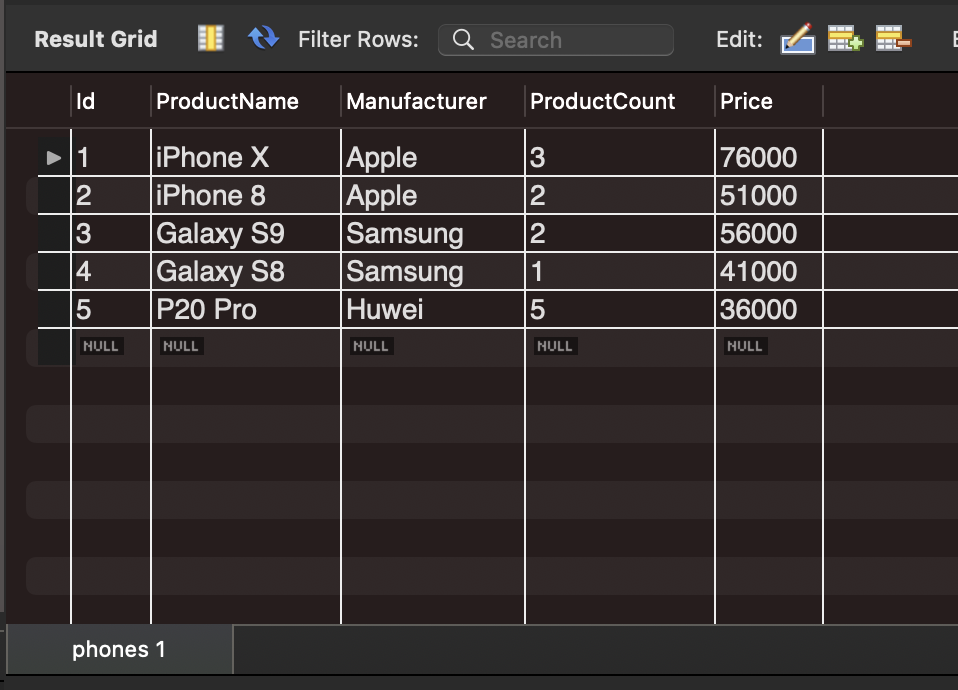 Result Grid Filter Rows: Search Edit:
Id ProductName Manufacturer ProductCount Price
1 iPhone X Apple 3 76000
2 iPhone 8 Apple 2 51000
3 Galaxy S9 Samsung 2 56000
4 Galaxy S8 Samsung 1 41000
5 P20 Pro Huwei 5 36000
NULL NULL NULL NULL NULL
phones 1